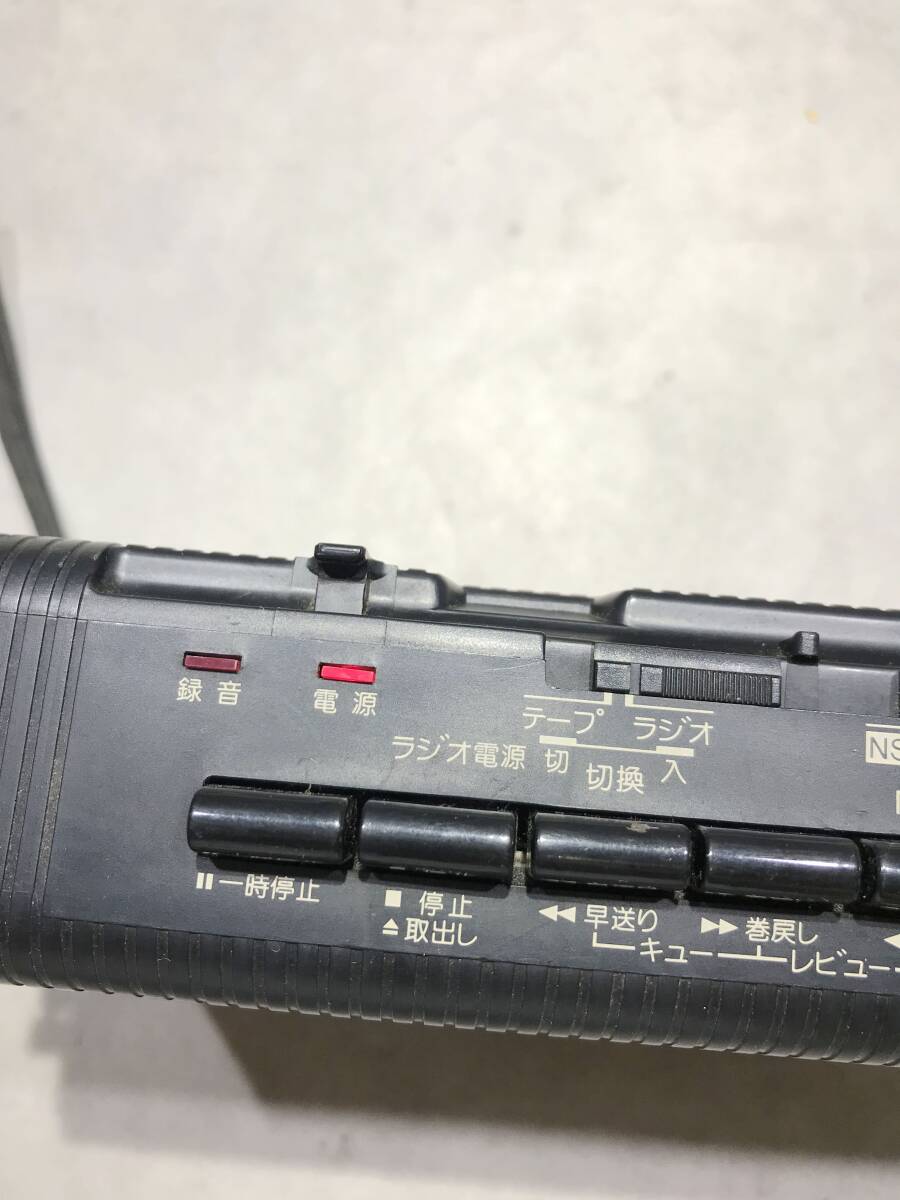 録音
電源
テープ ラジオ
ラジオ電源 切 切換 入
NS
⏸一時停止
■ 停止
⏏取出し
◀◀ 早送り
キュー
▶▶ 巻戻し
レビュー
◀